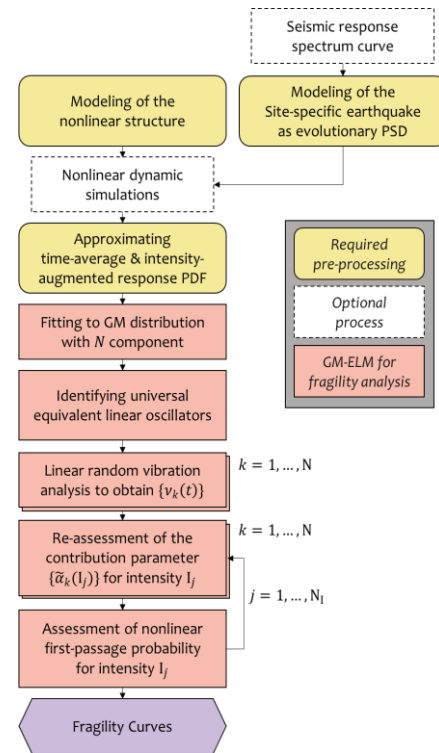 Seismic response
spectrum curve
Modeling of the
nonlinear structure
Modeling of the
Site-specific earthquake
as evolutionary PSD
Nonlinear dynamic
simulations
Approximating
time-average & intensity-
augmented response PDF
Required
pre-processing
Optional
process
GM-ELM for
fragility analysis
Fitting to GM distribution
with N component
Identifying universal
equivalent linear oscillators
Linear random vibration
analysis to obtain {νₖ(t)}
k = 1, ..., N
Re-assessment of the
contribution parameter
{α̃ₖ(Iⱼ)} for intensity Iⱼ
k = 1, ..., N
j = 1, ..., N_I
Assessment of nonlinear
first-passage probability
for intensity Iⱼ
Fragility Curves